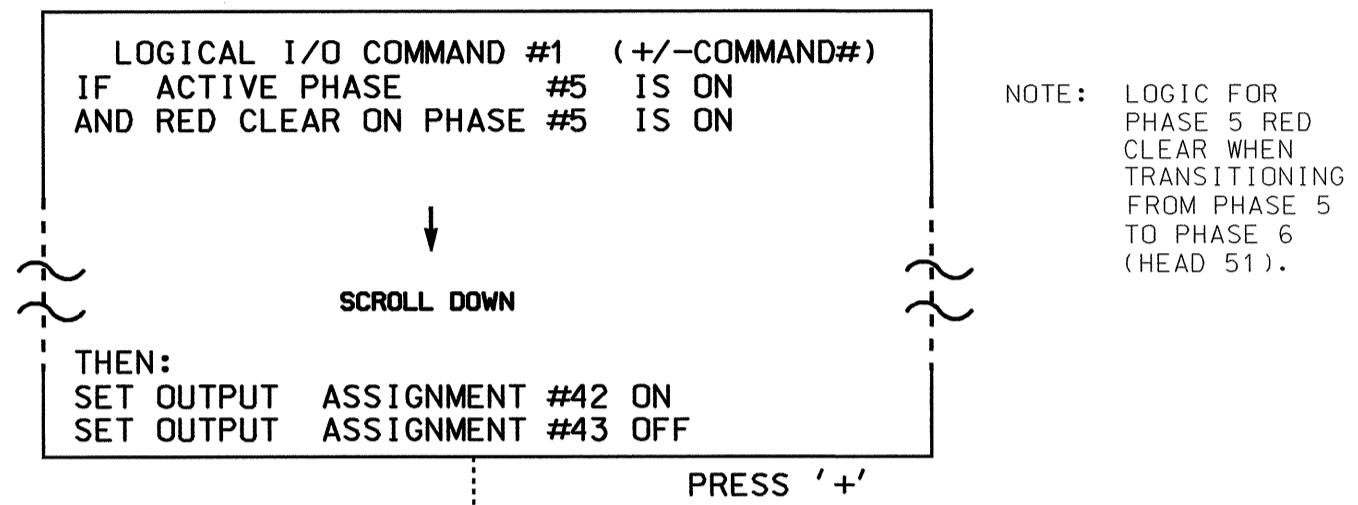 LOGICAL I/O COMMAND #1 (+/-COMMAND#)
IF ACTIVE PHASE #5 IS ON
AND RED CLEAR ON PHASE #5 IS ON
SCROLL DOWN
THEN:
SET OUTPUT ASSIGNMENT #42 ON
SET OUTPUT ASSIGNMENT #43 OFF
PRESS '+'
NOTE: LOGIC FOR
PHASE 5 RED
CLEAR WHEN
TRANSITIONING
FROM PHASE 5
TO PHASE 6
(HEAD 51).